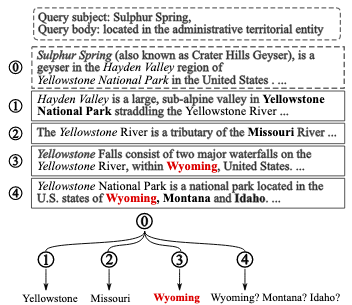 Query subject: Sulphur Spring,
Query body: located in the administrative territorial entity
0
Sulphur Spring (also known as Crater Hills Geyser), is a
geyser in the Hayden Valley region of
Yellowstone National Park in the United States . ...
1
Hayden Valley is a large, sub-alpine valley in Yellowstone
National Park straddling the Yellowstone River ...
2
The Yellowstone River is a tributary of the Missouri River ...
3
Yellowstone Falls consist of two major waterfalls on the
Yellowstone River, within Wyoming, United States. ...
4
Yellowstone National Park is a national park located in the
U.S. states of Wyoming, Montana and Idaho. ...
0
1 2 3 4
Yellowstone Missouri Wyoming Wyoming? Montana? Idaho?